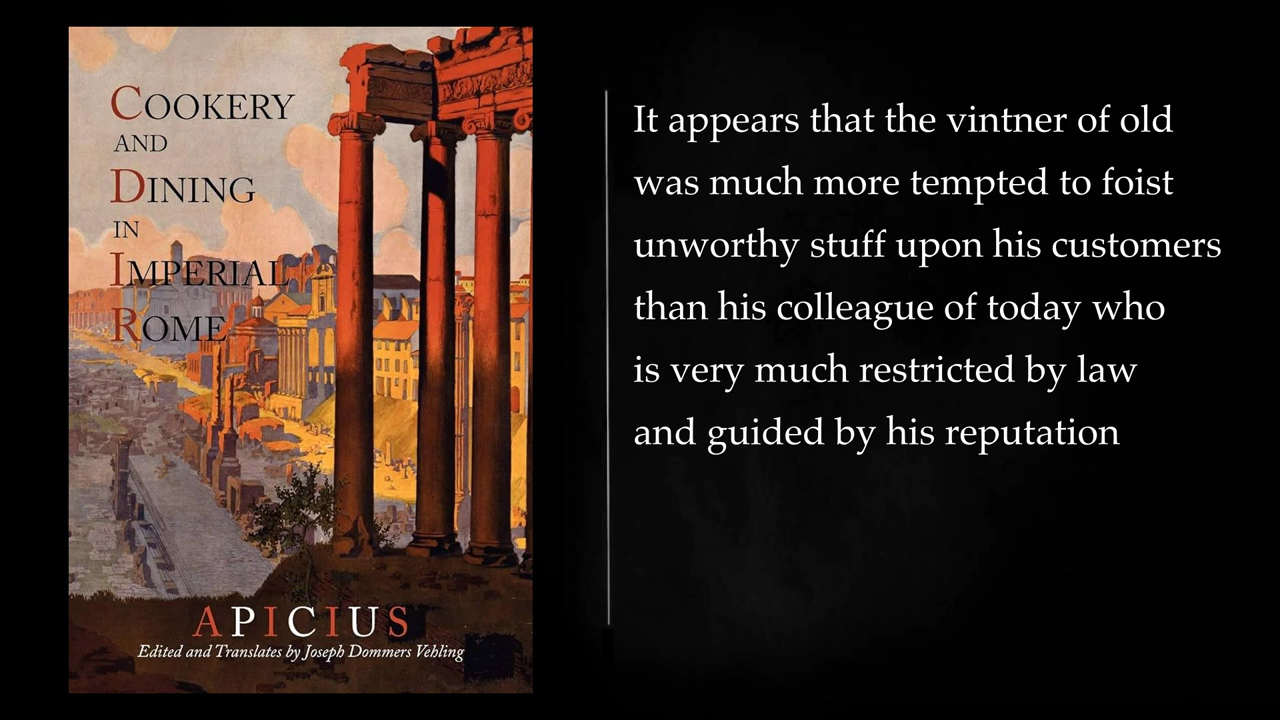 COOKERY
AND
DINING
IN
IMPERIAL
ROME
APICIUS
Edited and Translates by Joseph Dommers Vehling
It appears that the vintner of old
was much more tempted to foist
unworthy stuff upon his customers
than his colleague of today who
is very much restricted by law
and guided by his reputation